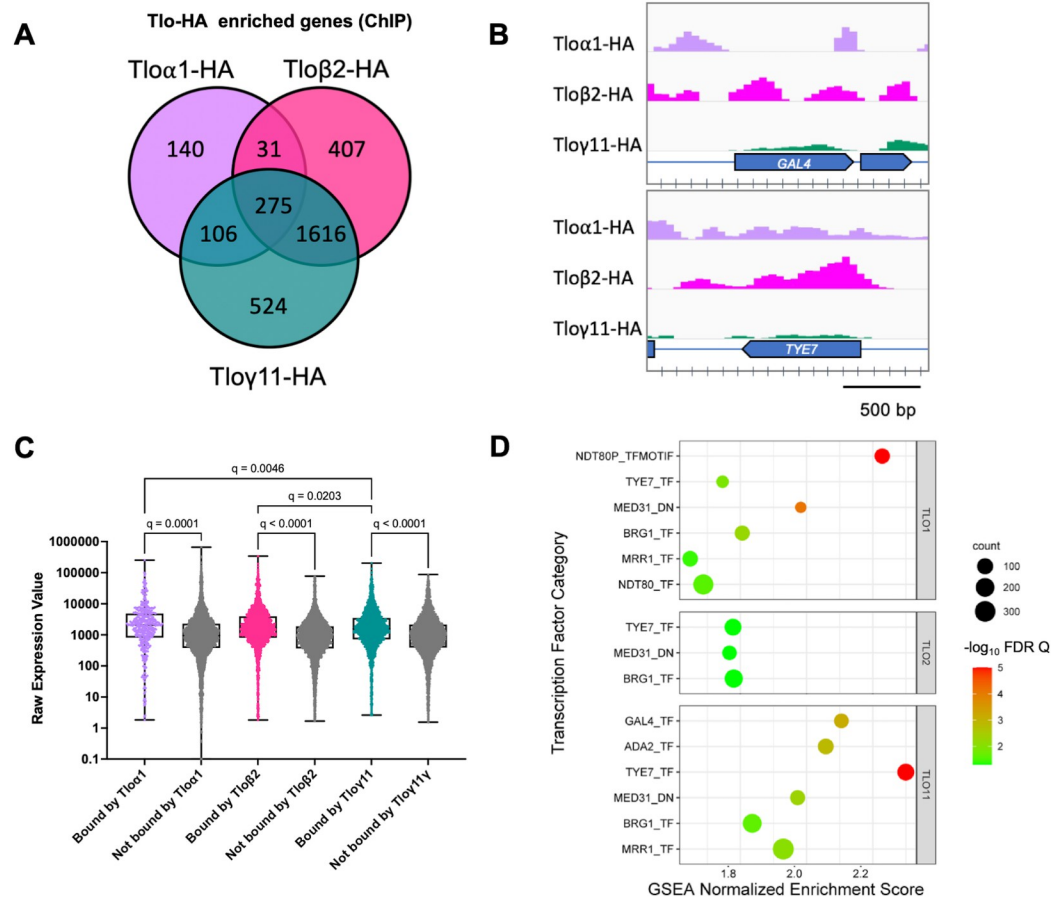 A
Tlo-HA enriched genes (ChIP)
Tloα1-HA
Tloβ2-HA
140
31
407
275
106
1616
524
Tloγ11-HA
B
Tloα1-HA
Tloβ2-HA
Tloγ11-HA
GAL4
Tloα1-HA
Tloβ2-HA
Tloγ11-HA
TYE7
500 bp
C
q = 0.0046
q = 0.0203
q = 0.0001
q < 0.0001
q < 0.0001
Raw Expression Value
1000000
100000
10000
1000
100
10
1
0.1
Bound by Tloα1
Not bound by Tloα1
Bound by Tloβ2
Not bound by Tloβ2
Bound by Tloγ11
Not bound by Tloγ11γ
D
Transcription Factor Category
NDT80P_TFMOTIF
TYE7_TF
MED31_DN
BRG1_TF
MRR1_TF
NDT80_TF
TLO1
TYE7_TF
MED31_DN
BRG1_TF
TLO2
GAL4_TF
ADA2_TF
TYE7_TF
MED31_DN
BRG1_TF
MRR1_TF
TLO11
1.8
2.0
2.2
GSEA Normalized Enrichment Score
count
100
200
300
-log10 FDR Q
5
4
3
2